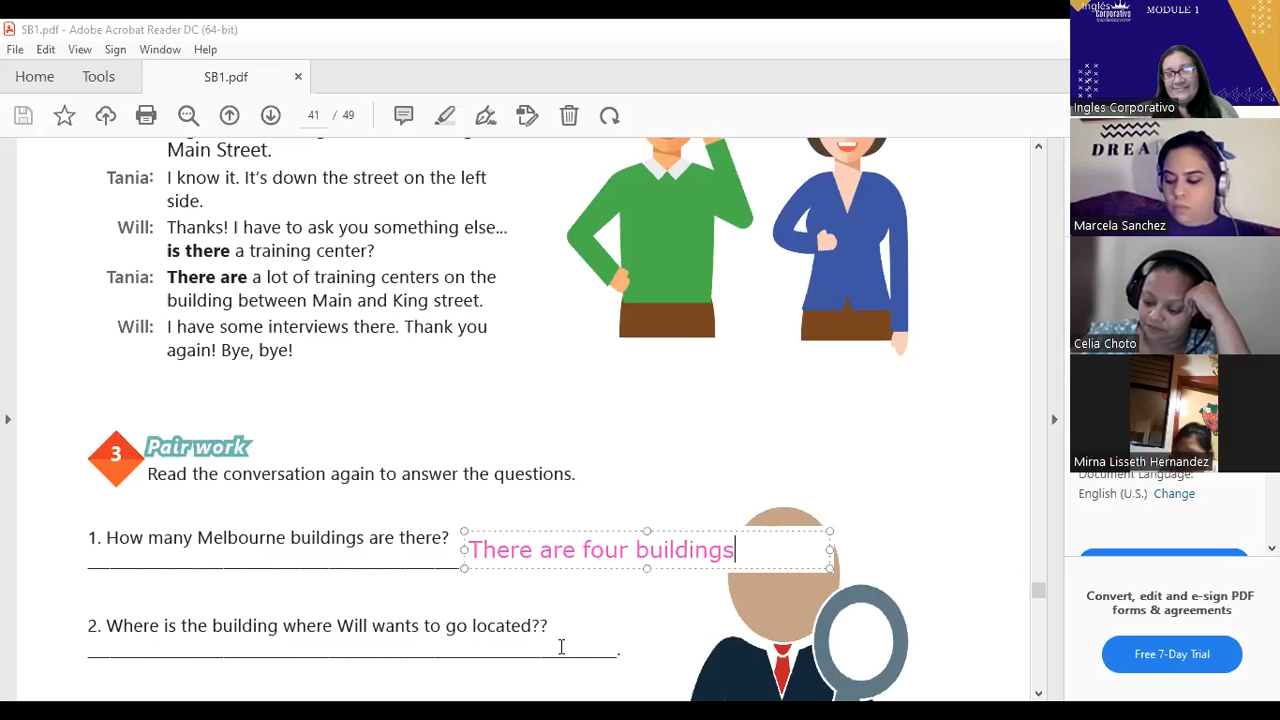 SB1.pdf - Adobe Acrobat Reader DC (64-bit)
File Edit View Sign Window Help
Home Tools SB1.pdf ×
41 / 49
Main Street.
Tania: I know it. It's down the street on the left
side.
Will: Thanks! I have to ask you something else...
is there a training center?
Tania: There are a lot of training centers on the
building between Main and King street.
Will: I have some interviews there. Thank you
again! Bye, bye!
3 Pair work
Read the conversation again to answer the questions.
1. How many Melbourne buildings are there?
There are four buildings
2. Where is the building where Will wants to go located??
.
Inglés
Corporativo
MODULE 1
Ingles Corporativo
DREA
Marcela Sanchez
Celia Choto
Mirna Lisseth Hernandez
Document Language:
English (U.S.) Change
Convert, edit and e-sign PDF
forms & agreements
Free 7-Day Trial